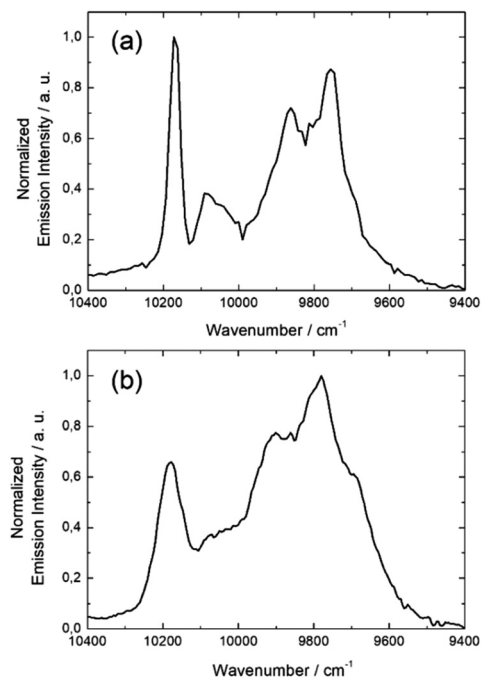 (a)
Normalized
Emission Intensity / a. u.
1,0
0,8
0,6
0,4
0,2
0,0
10400 10200 10000 9800 9600 9400
Wavenumber / cm⁻¹
(b)
Normalized
Emission Intensity / a. u.
1,0
0,8
0,6
0,4
0,2
0,0
10400 10200 10000 9800 9600 9400
Wavenumber / cm⁻¹